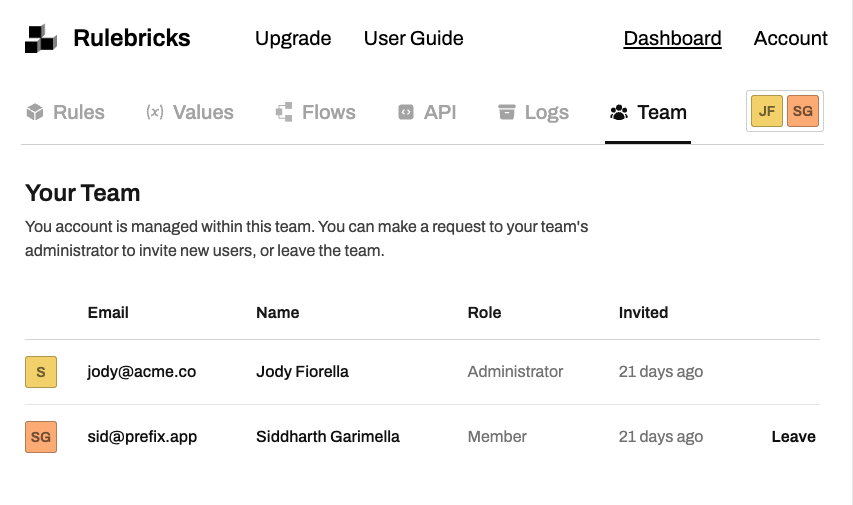 Rulebricks Upgrade User Guide Dashboard Account
Rules (x) Values Flows API Logs Team JF SG
Your Team
You account is managed within this team. You can make a request to your team's
administrator to invite new users, or leave the team.
Email Name Role Invited
S jody@acme.co Jody Fiorella Administrator 21 days ago
SG sid@prefix.app Siddharth Garimella Member 21 days ago Leave